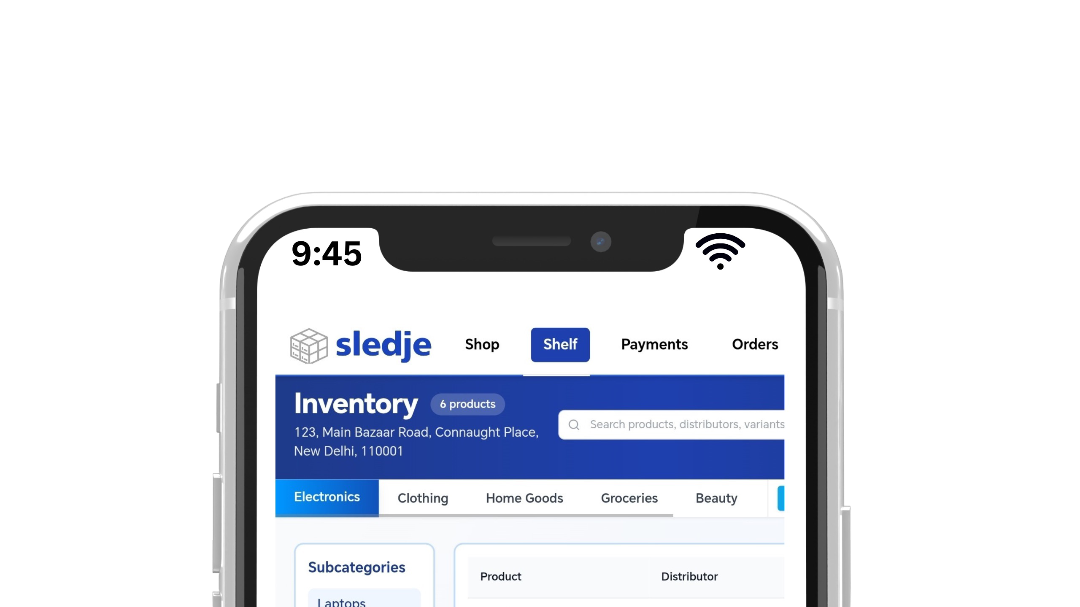 9:45
sledje Shop Shelf Payments Orders
Inventory 6 products
123, Main Bazaar Road, Connaught Place,
New Delhi, 110001
Search products, distributors, variants
Electronics Clothing Home Goods Groceries Beauty
Subcategories
Product Distributor
Laptops